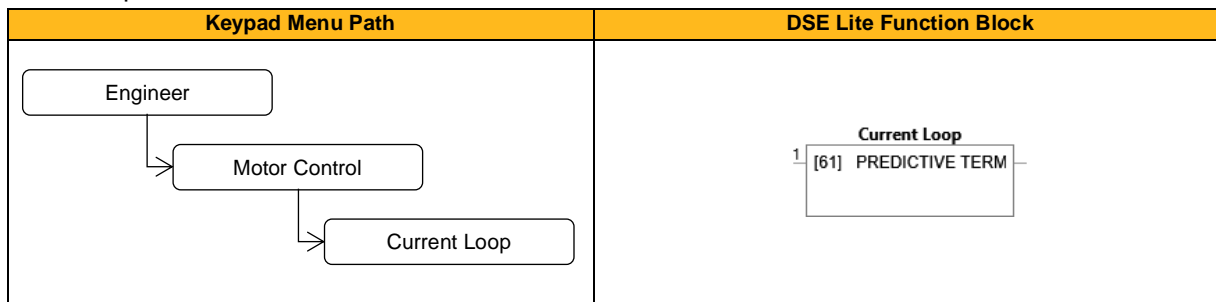 Keypad Menu Path
DSE Lite Function Block
Engineer
Motor Control
Current Loop
Current Loop
1
[61] PREDICTIVE TERM